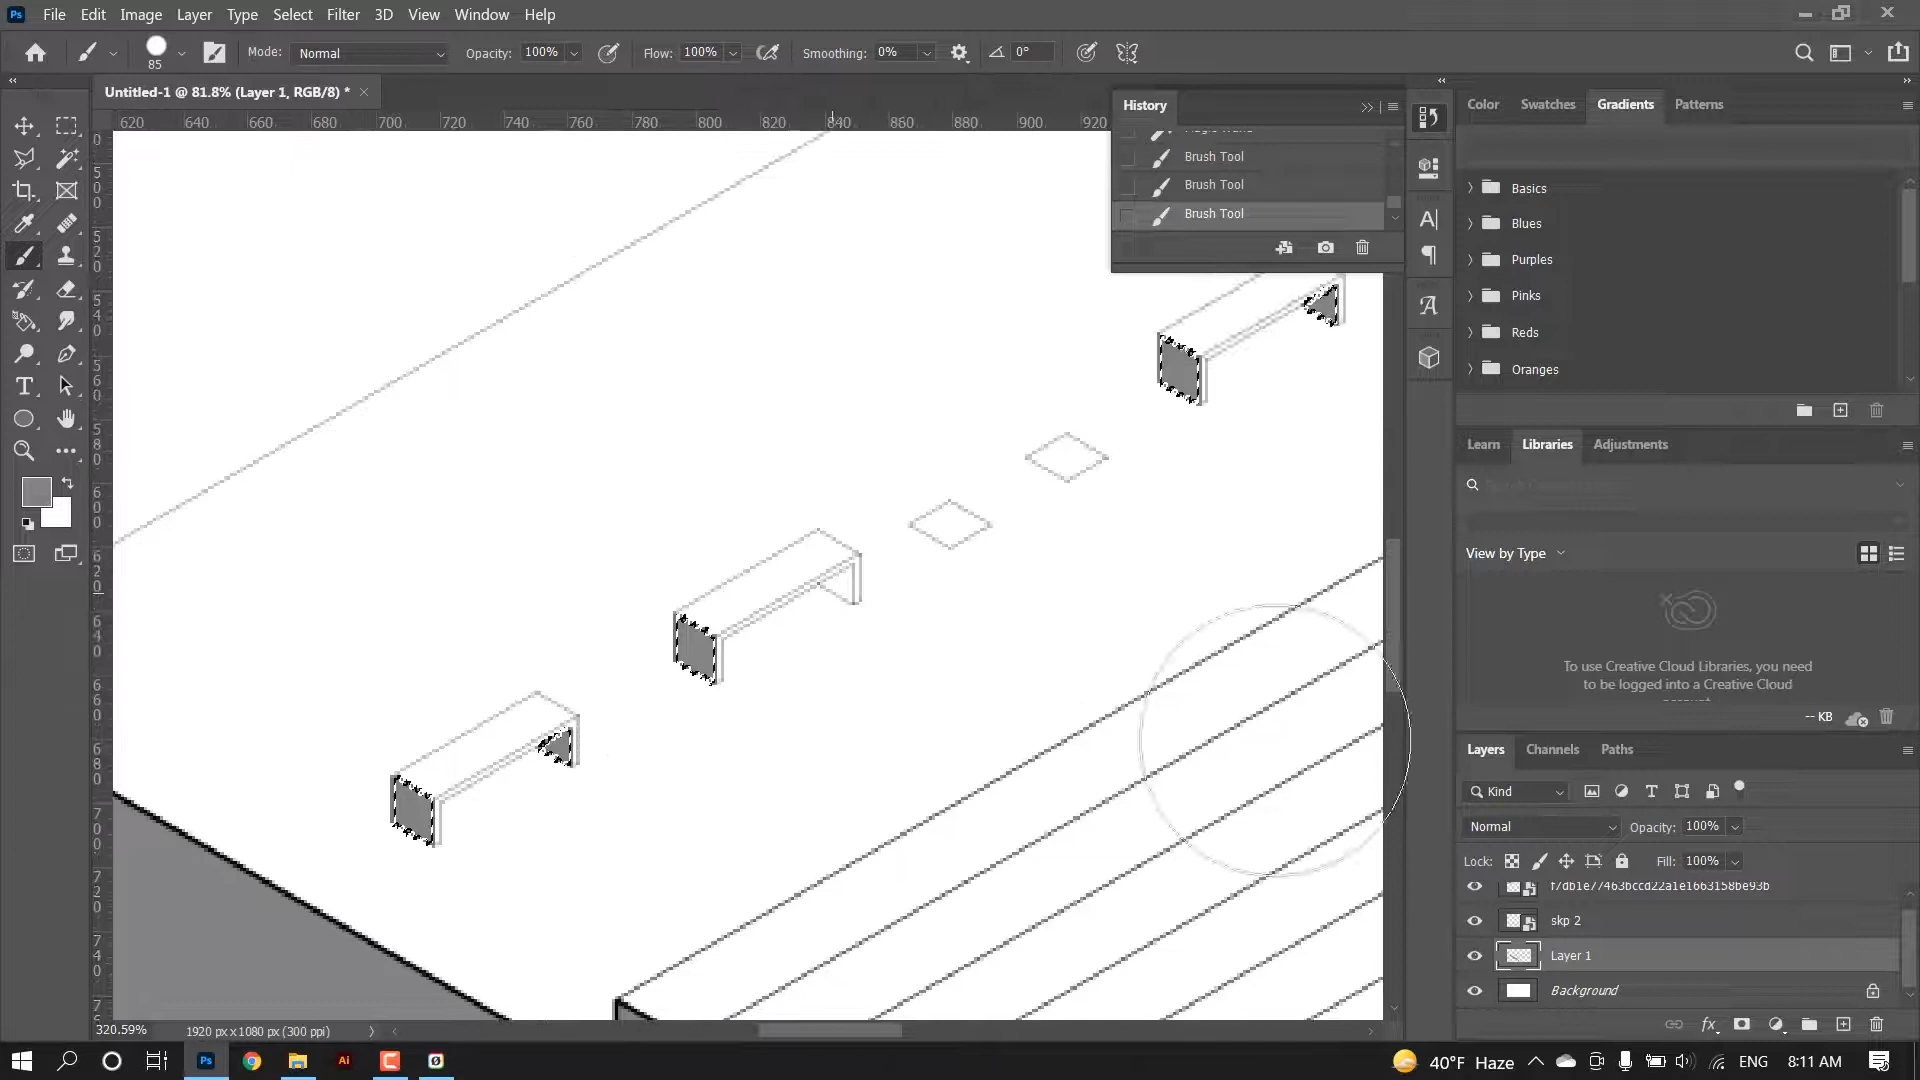 Ps File Edit Image Layer Type Select Filter 3D View Window Help
85 Mode: Normal Opacity: 100% Flow: 100% Smoothing: 0% 0°
Untitled-1 @ 81.8% (Layer 1, RGB/8) *
620 640 660 680 700 720 740 760 780 800 820 840 860 880 900 920
History
Brush Tool
Brush Tool
Brush Tool
Color Swatches Gradients Patterns
Basics
Blues
Purples
Pinks
Reds
Oranges
Learn Libraries Adjustments
View by Type
To use Creative Cloud Libraries, you need
to be logged into a Creative Cloud
-- KB
Layers Channels Paths
Kind
Normal Opacity: 100%
Lock: Fill: 100%
f7db1e77463bccd22a1e1663158be93b
skp 2
Layer 1
Background
320.59% 1920 px x 1080 px (300 ppi)
Ps Ai 40°F Haze ENG 8:11 AM